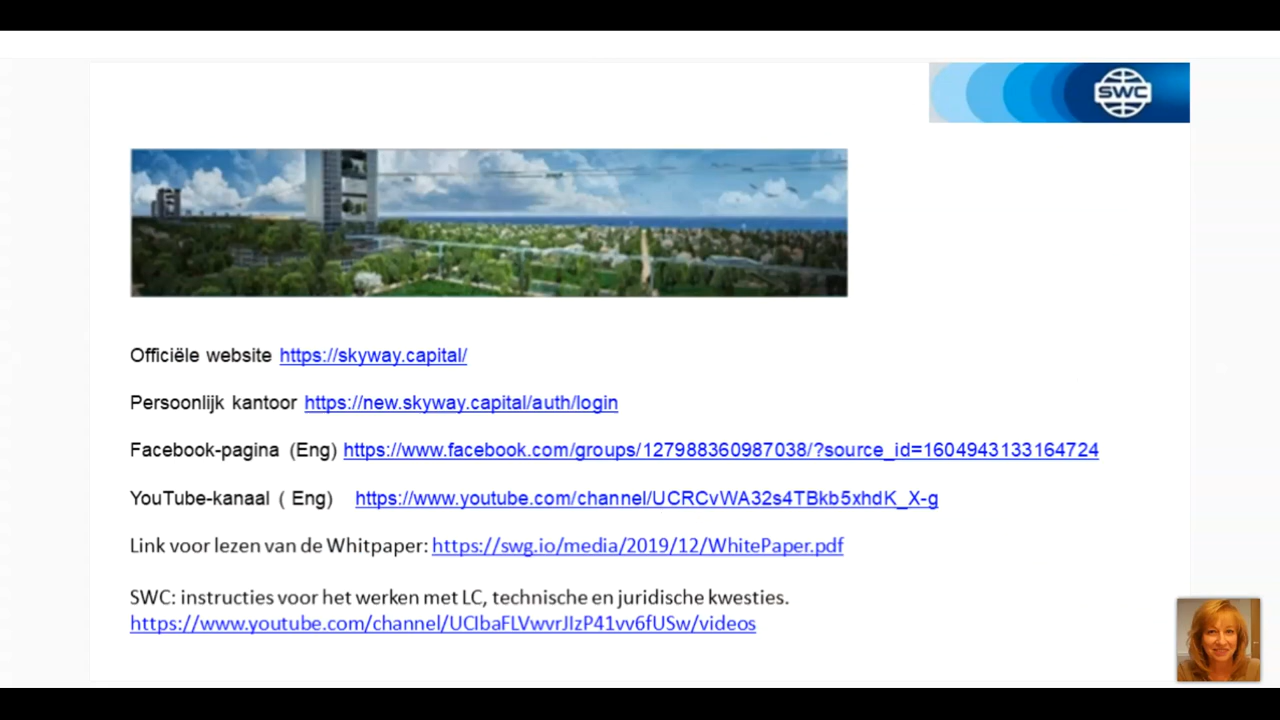 SWC
Officiële website https://skyway.capital/
Persoonlijk kantoor https://new.skyway.capital/auth/login
Facebook-pagina (Eng) https://www.facebook.com/groups/127988360987038/?source_id=1604943133164724
YouTube-kanaal ( Eng) https://www.youtube.com/channel/UCRCvWA32s4TBkb5xhdK_X-g
Link voor lezen van de Whitpaper: https://swg.io/media/2019/12/WhitePaper.pdf
SWC: instructies voor het werken met LC, technische en juridische kwesties.
https://www.youtube.com/channel/UCIbaFLVwvrJIzP41vv6fUSw/videos